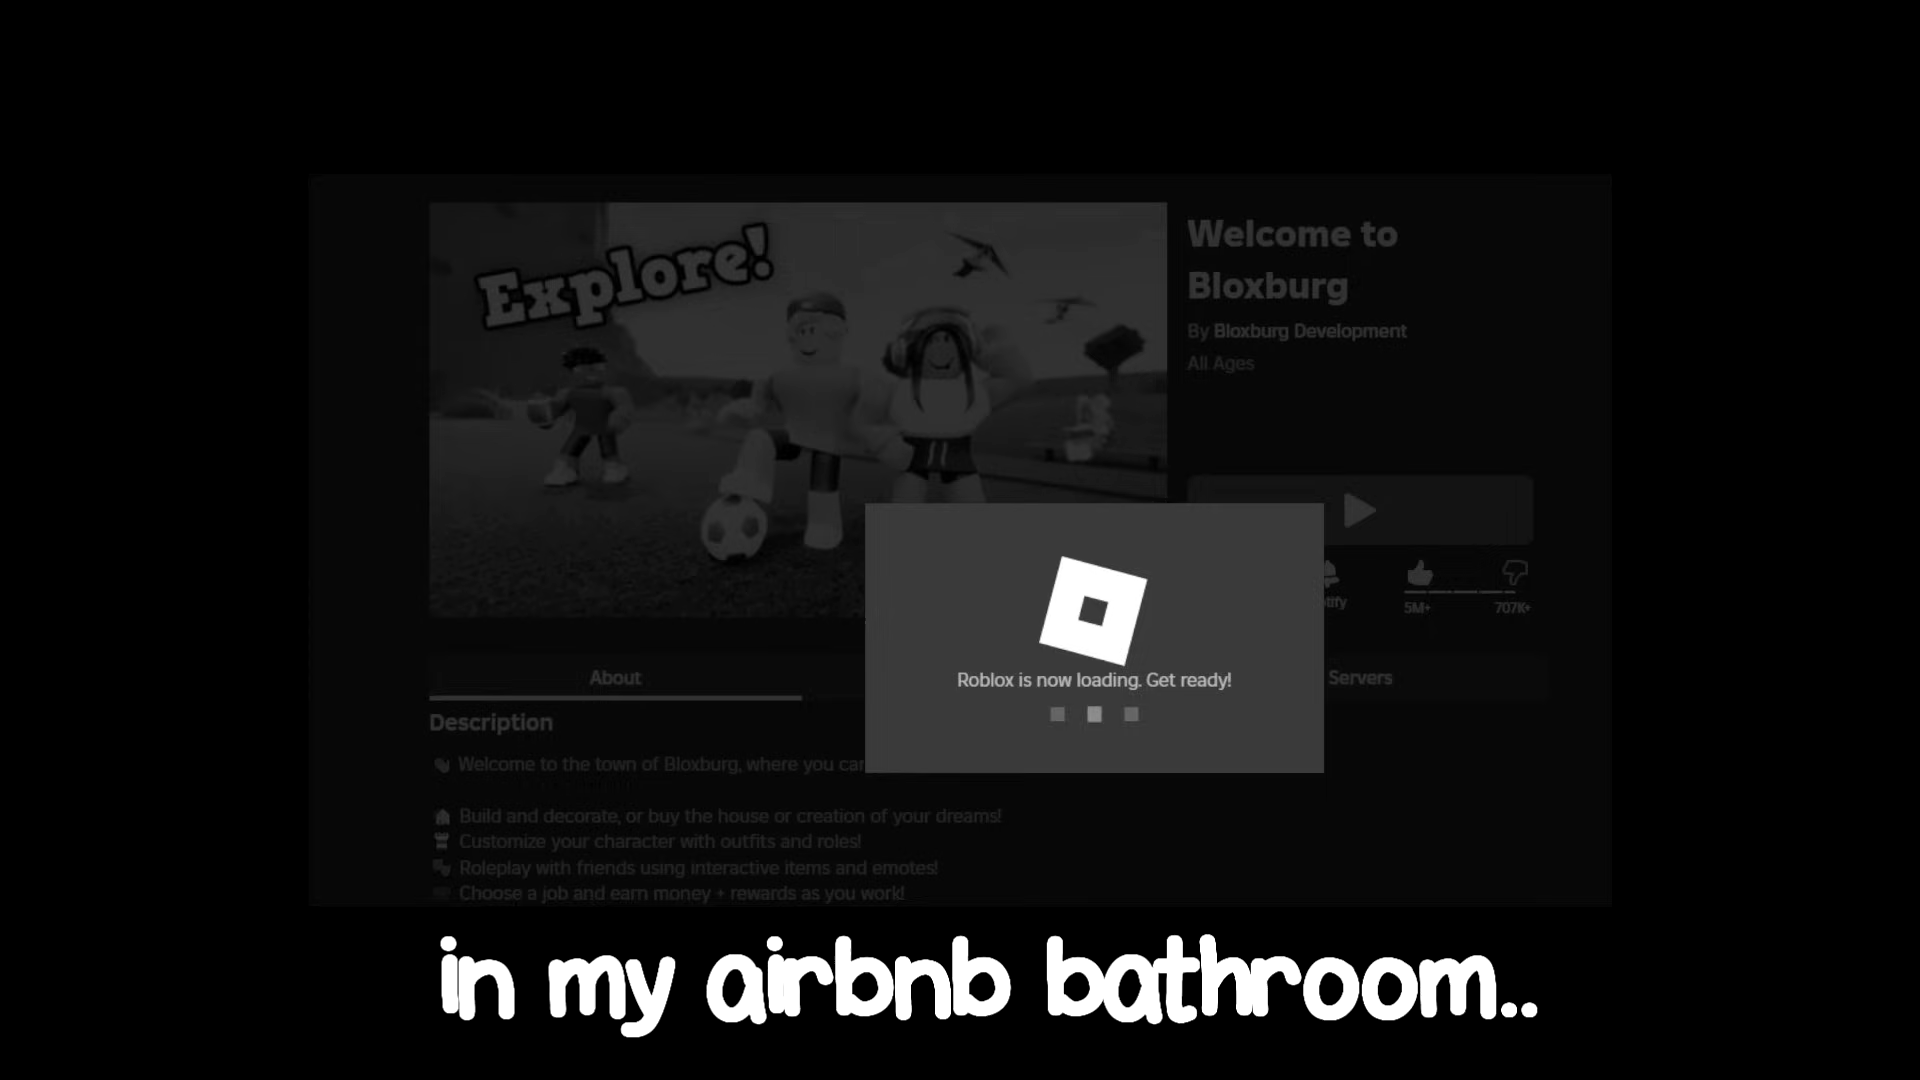 Explore!
Welcome to
Bloxburg
By Bloxburg Development
All Ages
tify
5M+
707K+
Roblox is now loading. Get ready!
About
Servers
Description
Welcome to the town of Bloxburg, where you can
Build and decorate, or buy the house or creation of your dreams!
Customize your character with outfits and roles!
Roleplay with friends using interactive items and emotes!
Choose a job and earn money + rewards as you work!
in my airbnb bathroom..